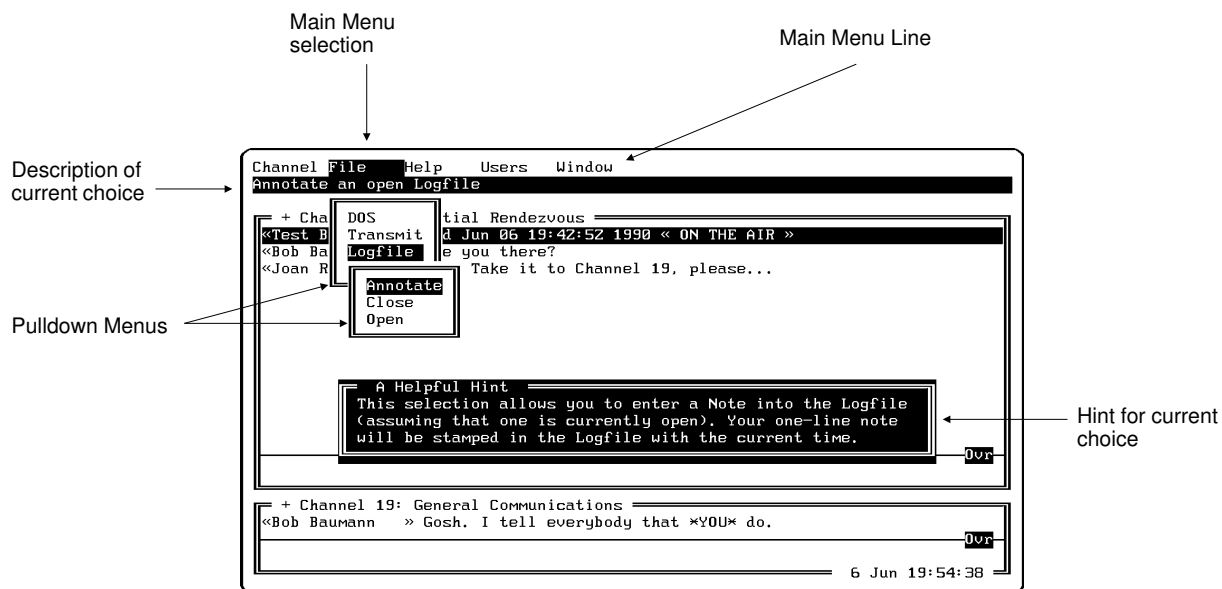 Main Menu
selection
Main Menu Line
Description of
current choice
Channel File Help Users Window
Annotate an open Logfile
+ Cha tial Rendezvous
DOS
«Test B d Jun 06 19:42:52 1990 « ON THE AIR »
Transmit
«Bob Ba e you there?
Logfile
«Joan R Take it to Channel 19, please...
Annotate
Close
Open
Pulldown Menus
A Helpful Hint
This selection allows you to enter a Note into the Logfile
(assuming that one is currently open). Your one-line note
will be stamped in the Logfile with the current time.
Hint for current
choice
Ovr
+ Channel 19: General Communications
«Bob Baumann » Gosh. I tell everybody that *YOU* do.
Ovr
6 Jun 19:54:38